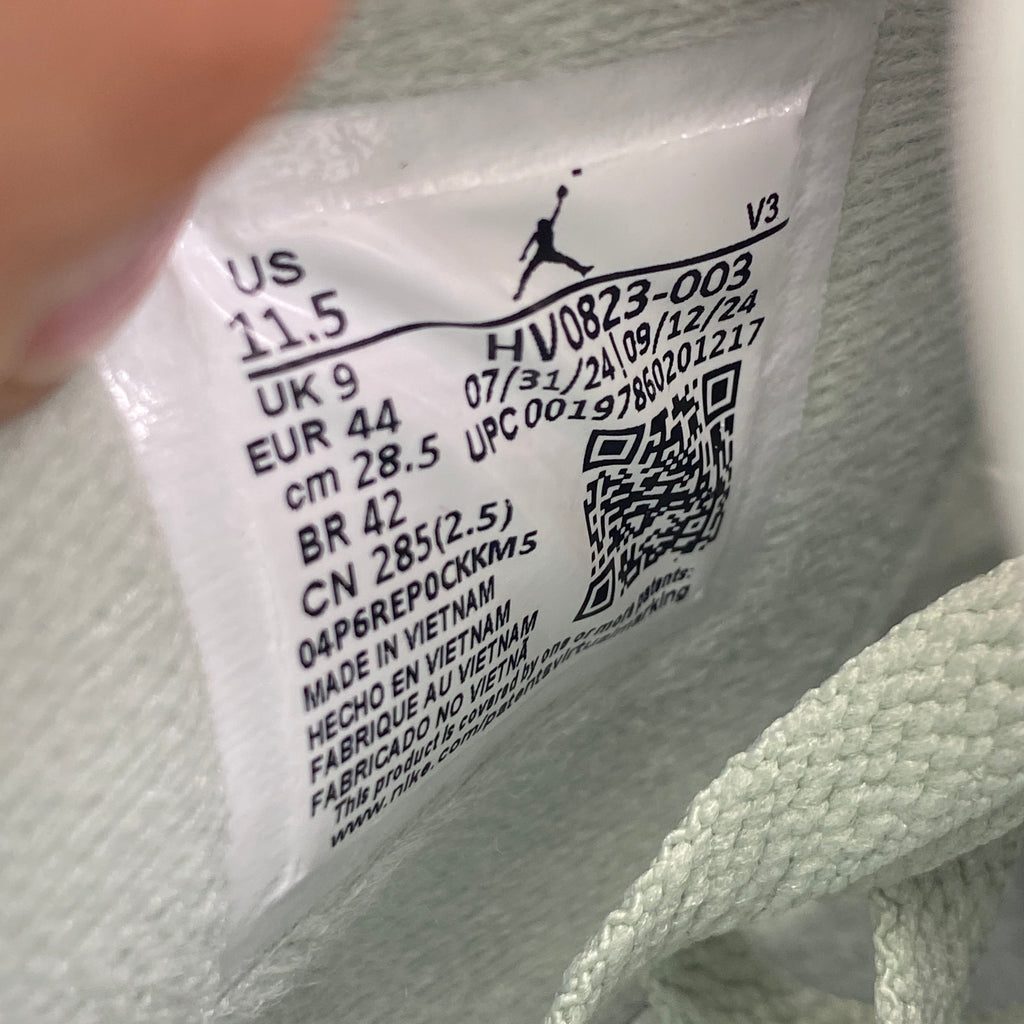 V3
US
11.5
HV0823-003
UK 9
07/31/24|09/12/24
EUR 44
UPC 00197860201217
cm 28.5
BR 42
CN 285(2.5)
04P6REP0CKKM5
MADE IN VIETNAM
HECHO EN VIETNAM
FABRIQUE AU VIETNAM
FABRICADO NO VIETNÃ
This product is covered by one or more patents:
www.nike.com/patentsvirtualmarking